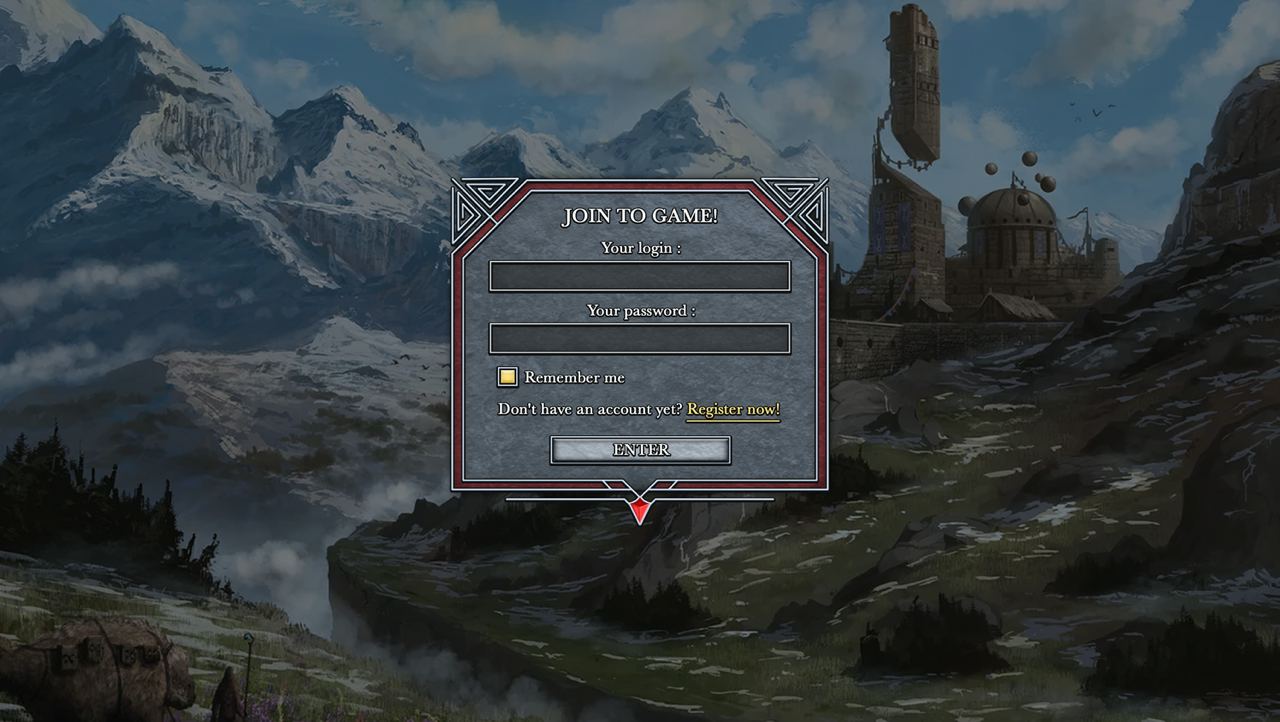 JOIN TO GAME!
Your login :
Your password :
Remember me
Don't have an account yet? Register now!
ENTER